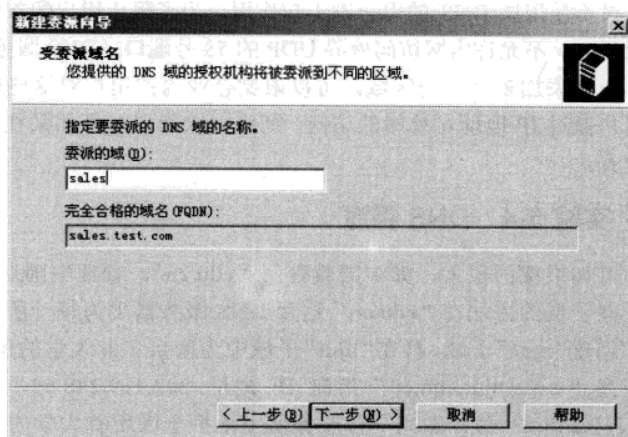 新建委派向导
受委派域名
您提供的 DNS 域的授权机构将被委派到不同的区域。
指定要委派的 DNS 域的名称。
委派的域(D):
sales
完全合格的域名(FQDN):
sales.test.com
< 上一步(B) 下一步(N) > 取消 帮助